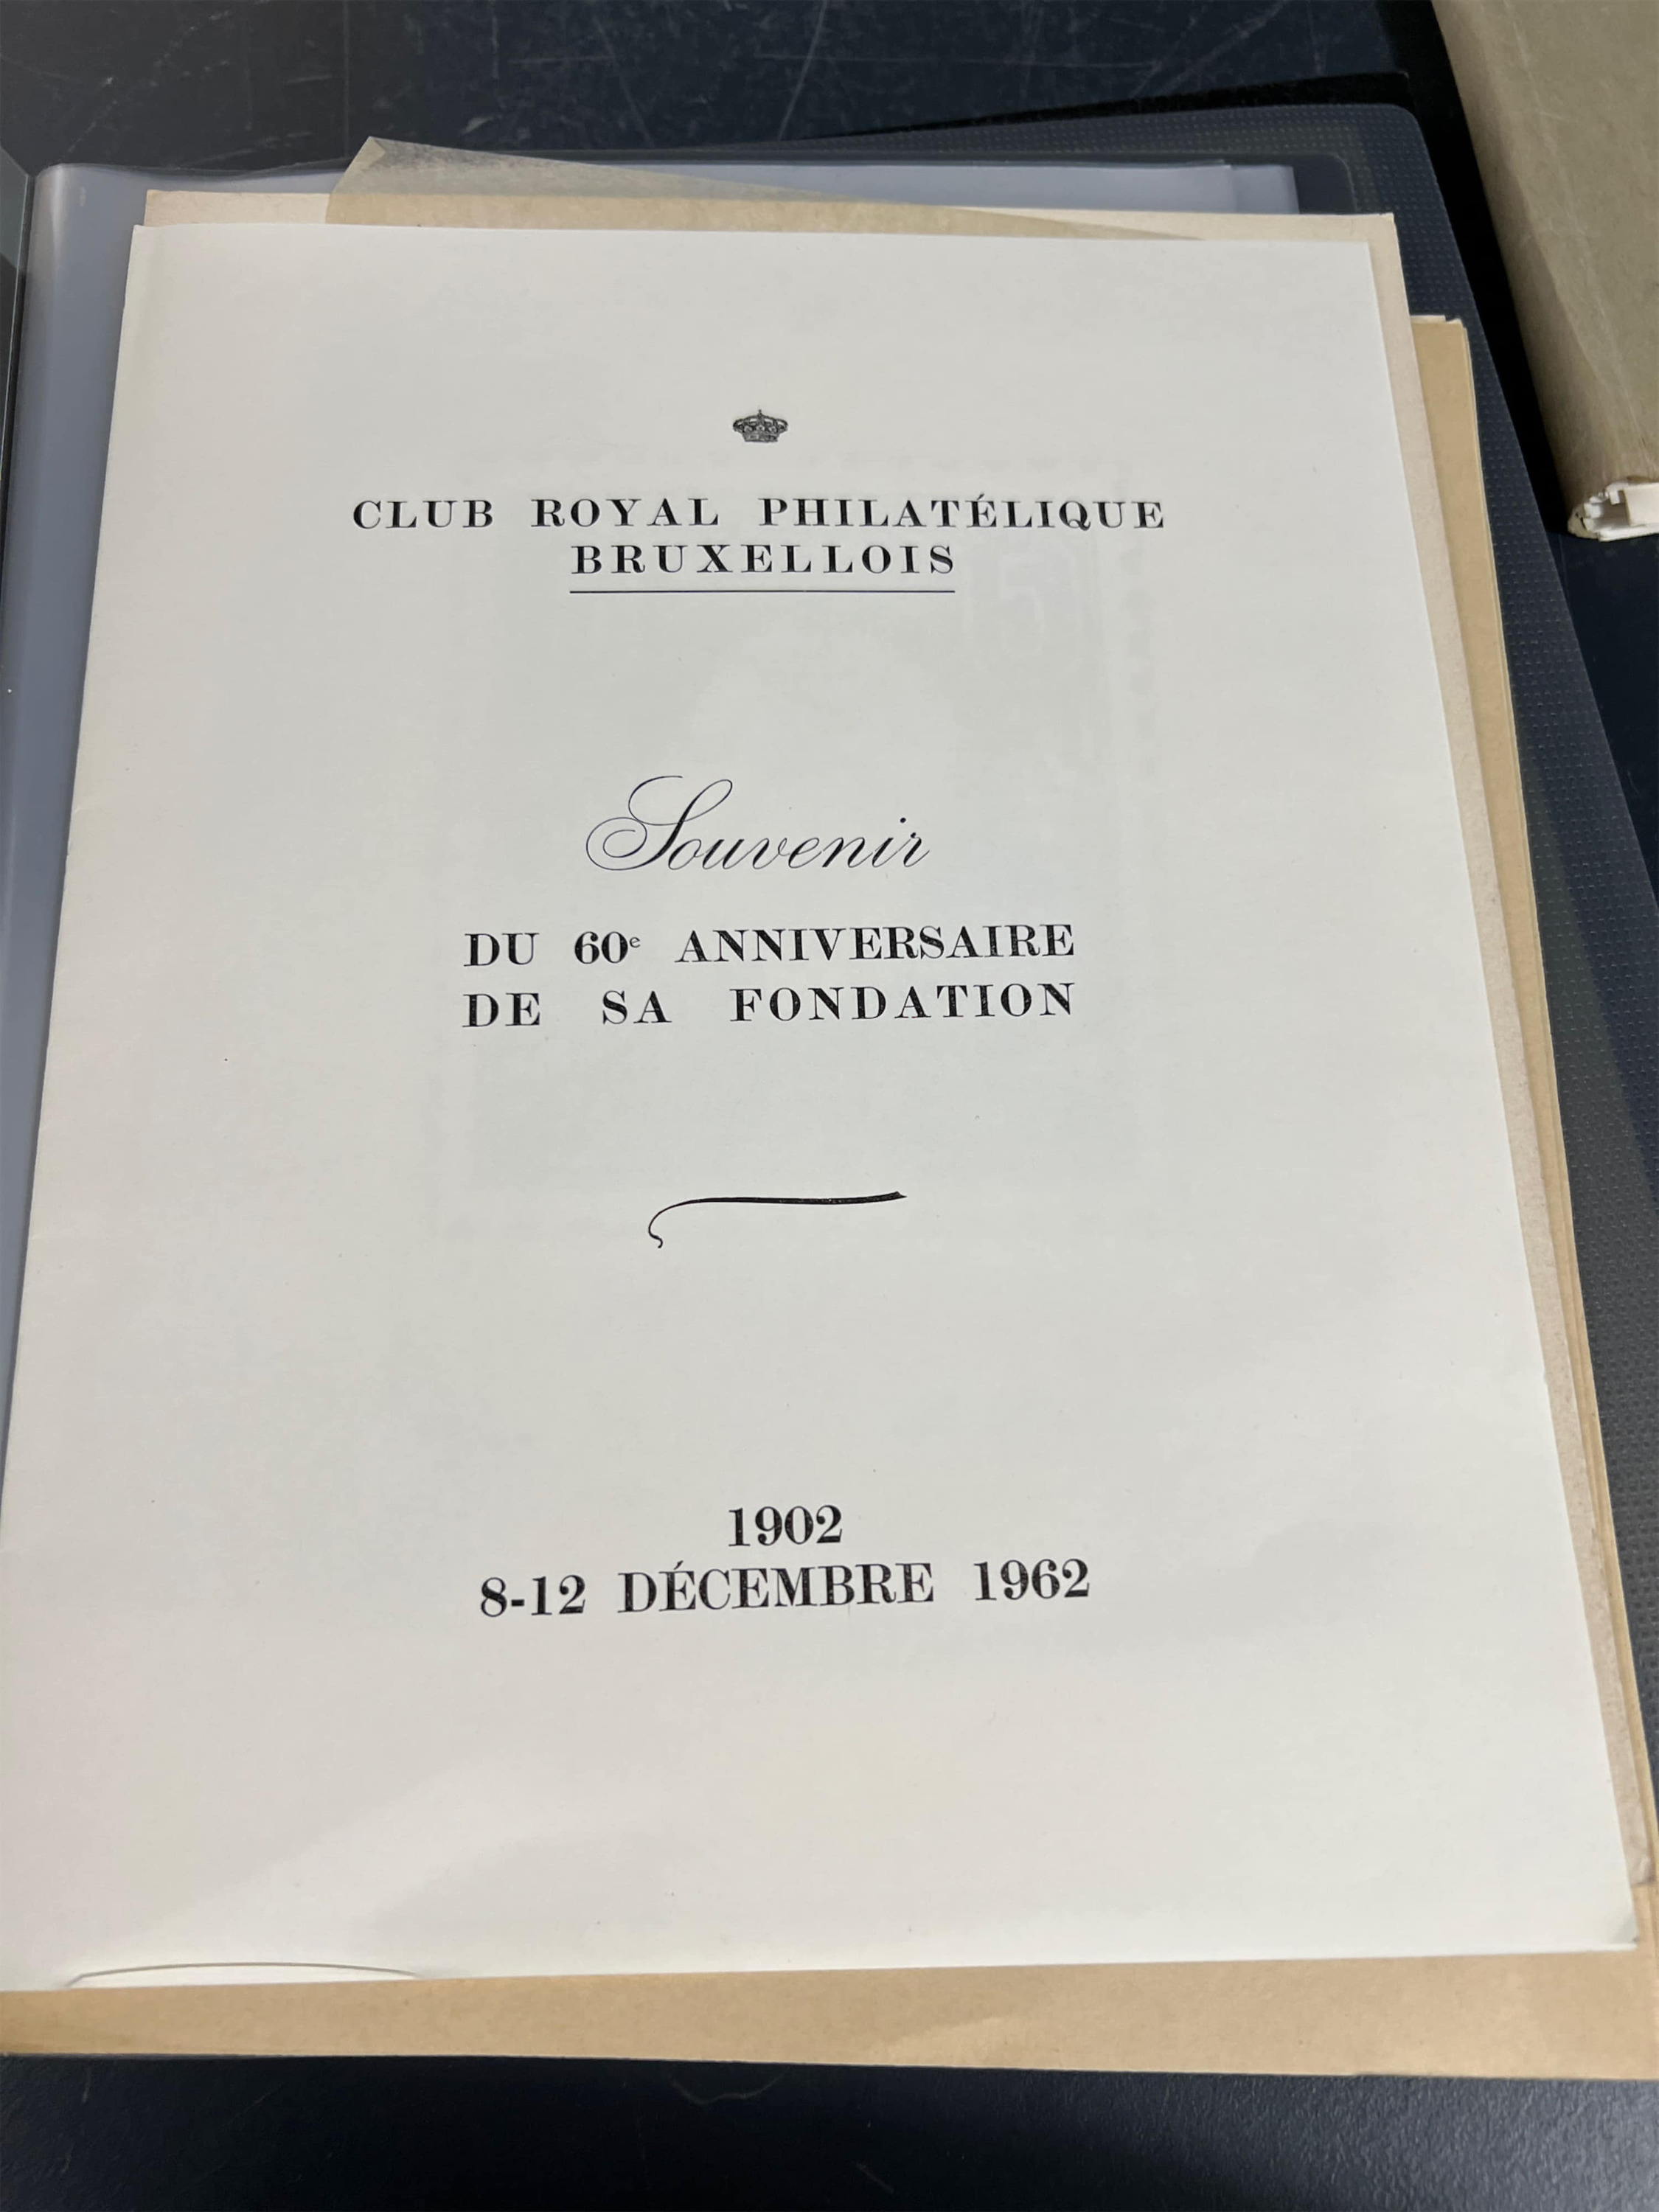 CLUB ROYAL PHILATÉLIQUE
BRUXELLOIS
Souvenir
DU 60e ANNIVERSAIRE
DE SA FONDATION
1902
8-12 DÉCEMBRE 1962